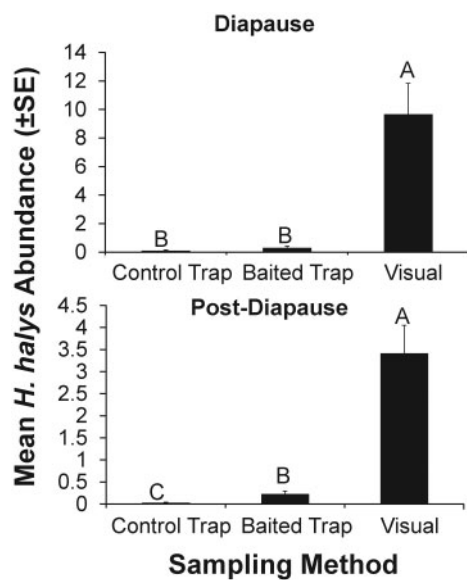 Diapause
Mean H. halys Abundance (±SE)
14
12
10
8
6
4
2
0
B
B
A
Control Trap Baited Trap Visual
Post-Diapause
4.5
4
3.5
3
2.5
2
1.5
1
0.5
0
C
B
A
Control Trap Baited Trap Visual
Sampling Method